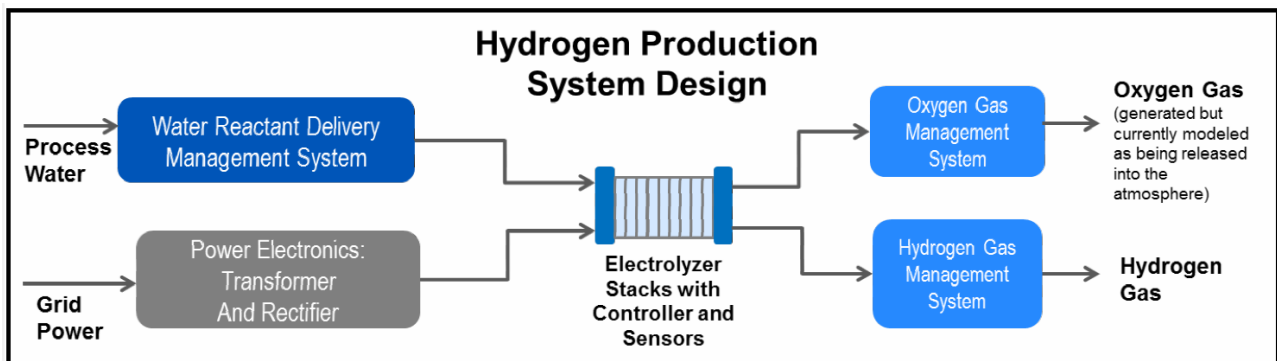 Hydrogen Production
System Design
Process
Water
Water Reactant Delivery
Management System
Grid
Power
Power Electronics:
Transformer
And Rectifier
Electrolyzer
Stacks with
Controller and
Sensors
Oxygen Gas
Management
System
Oxygen Gas
(generated but
currently modeled
as being released
into the
atmosphere)
Hydrogen Gas
Management
System
Hydrogen
Gas